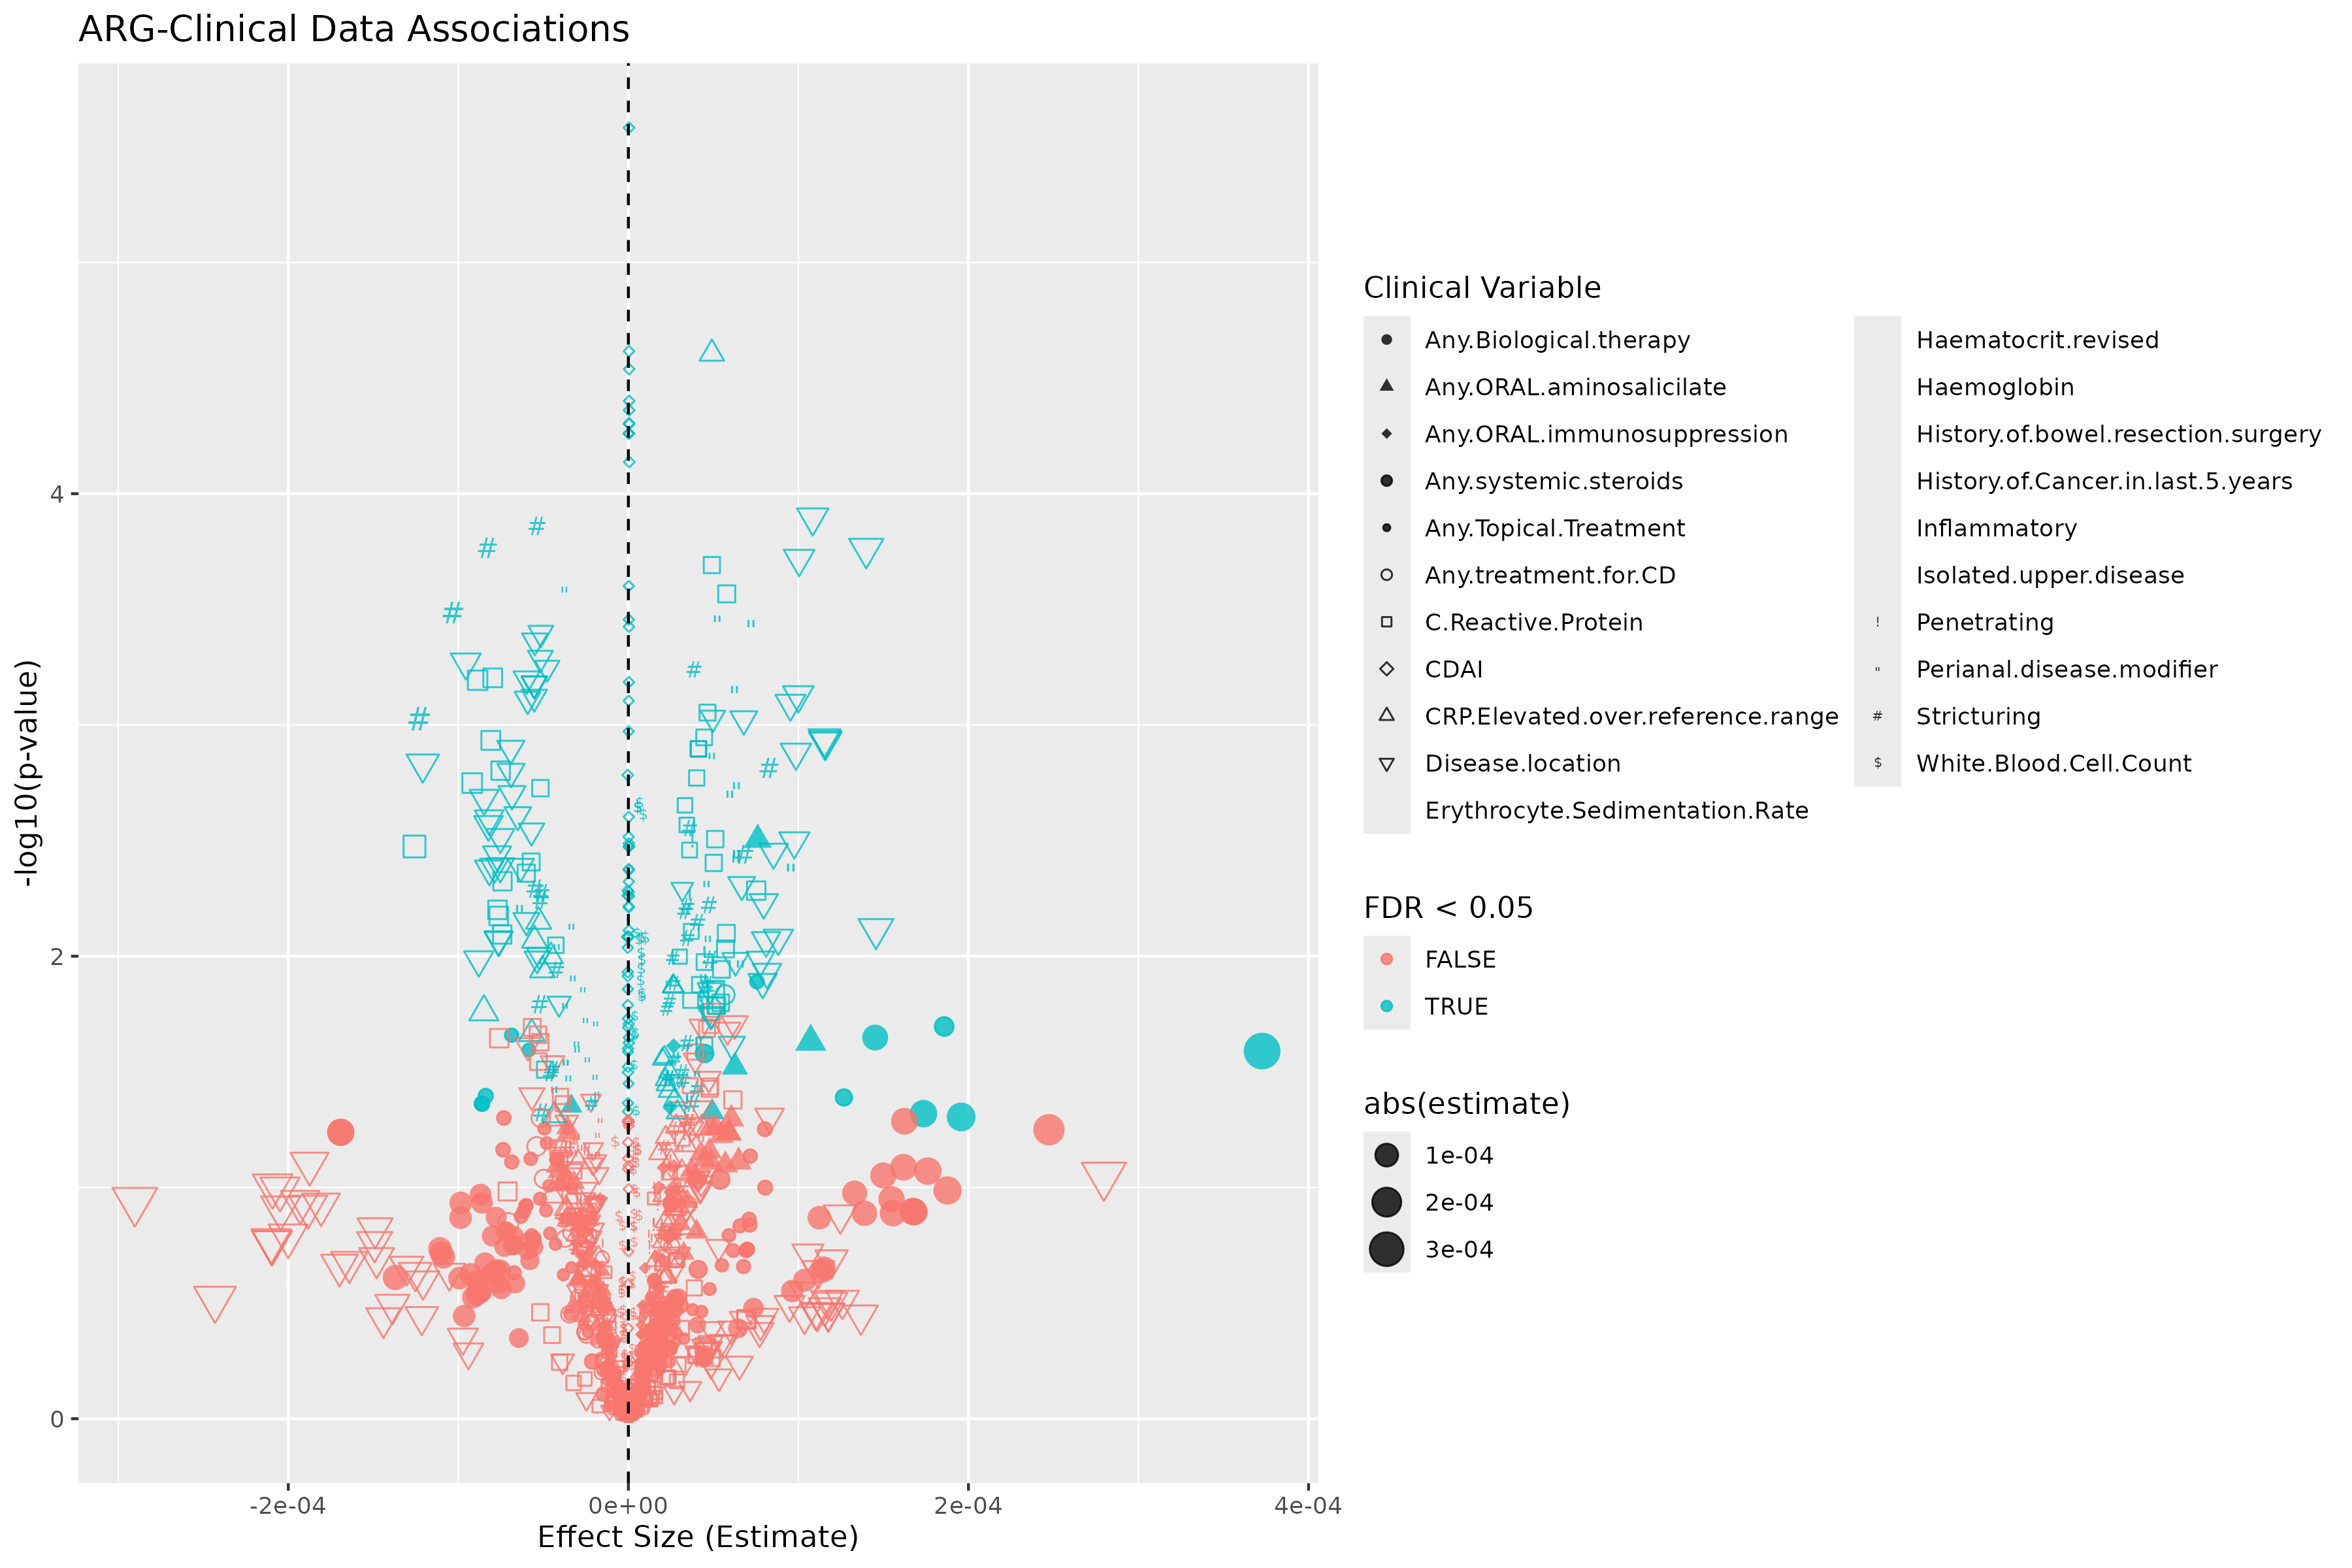 ARG-Clinical Data Associations
-log10(p-value)
4
2
0
-2e-04
0e+00
2e-04
4e-04
Effect Size (Estimate)
Clinical Variable
Any.Biological.therapy
Any.ORAL.aminosalicilate
Any.ORAL.immunosuppression
Any.systemic.steroids
Any.Topical.Treatment
Any.treatment.for.CD
C.Reactive.Protein
CDAI
CRP.Elevated.over.reference.range
Disease.location
Erythrocyte.Sedimentation.Rate
Haematocrit.revised
Haemoglobin
History.of.bowel.resection.surgery
History.of.Cancer.in.last.5.years
Inflammatory
Isolated.upper.disease
! Penetrating
" Perianal.disease.modifier
# Stricturing
$ White.Blood.Cell.Count
FDR < 0.05
FALSE
TRUE
abs(estimate)
1e-04
2e-04
3e-04